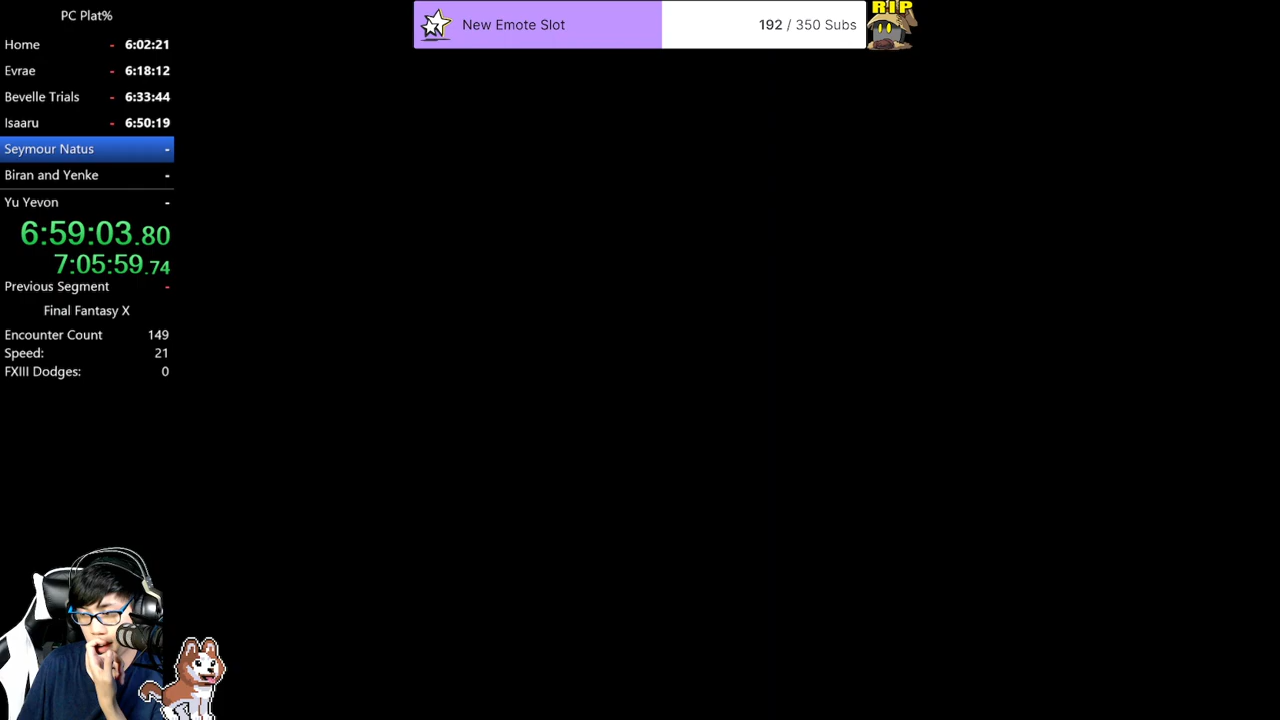 PC Plat%
New Emote Slot 192 / 350 Subs
RIP
Home - 6:02:21
Evrae - 6:18:12
Bevelle Trials - 6:33:44
Isaaru - 6:50:19
Seymour Natus -
Biran and Yenke -
Yu Yevon -
6:59:03.80
7:05:59.74
Previous Segment -
Final Fantasy X
Encounter Count 149
Speed: 21
FXIII Dodges: 0